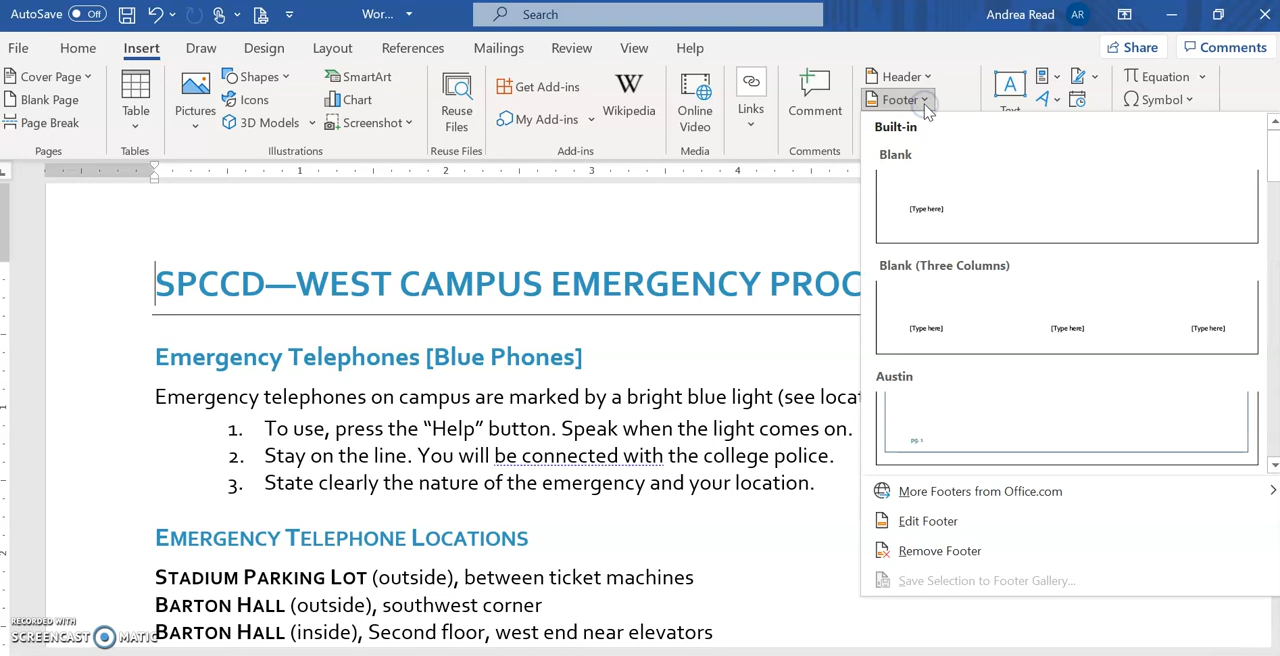 AutoSave Off Wor... Search Andrea Read AR
File Home Insert Draw Design Layout References Mailings Review View Help Share Comments
Cover Page
Blank Page
Page Break
Pages
Table
Tables
Pictures
Shapes
Icons
3D Models
SmartArt
Chart
Screenshot
Illustrations
Reuse
Files
Reuse Files
Get Add-ins
My Add-ins
Wikipedia
Add-ins
Online
Video
Media
Links
Comment
Comments
Header
Footer
Text
Equation
Symbol
1 2 3 4
Built-in
Blank
[Type here]
Blank (Three Columns)
[Type here] [Type here] [Type here]
Austin
pg. 1
More Footers from Office.com
Edit Footer
Remove Footer
Save Selection to Footer Gallery...
SPCCD—WEST CAMPUS EMERGENCY PROC
Emergency Telephones [Blue Phones]
Emergency telephones on campus are marked by a bright blue light (see loca
1. To use, press the “Help” button. Speak when the light comes on.
2. Stay on the line. You will be connected with the college police.
3. State clearly the nature of the emergency and your location.
EMERGENCY TELEPHONE LOCATIONS
STADIUM PARKING LOT (outside), between ticket machines
BARTON HALL (outside), southwest corner
BARTON HALL (inside), Second floor, west end near elevators
RECORDED WITH
SCREENCAST MATIC